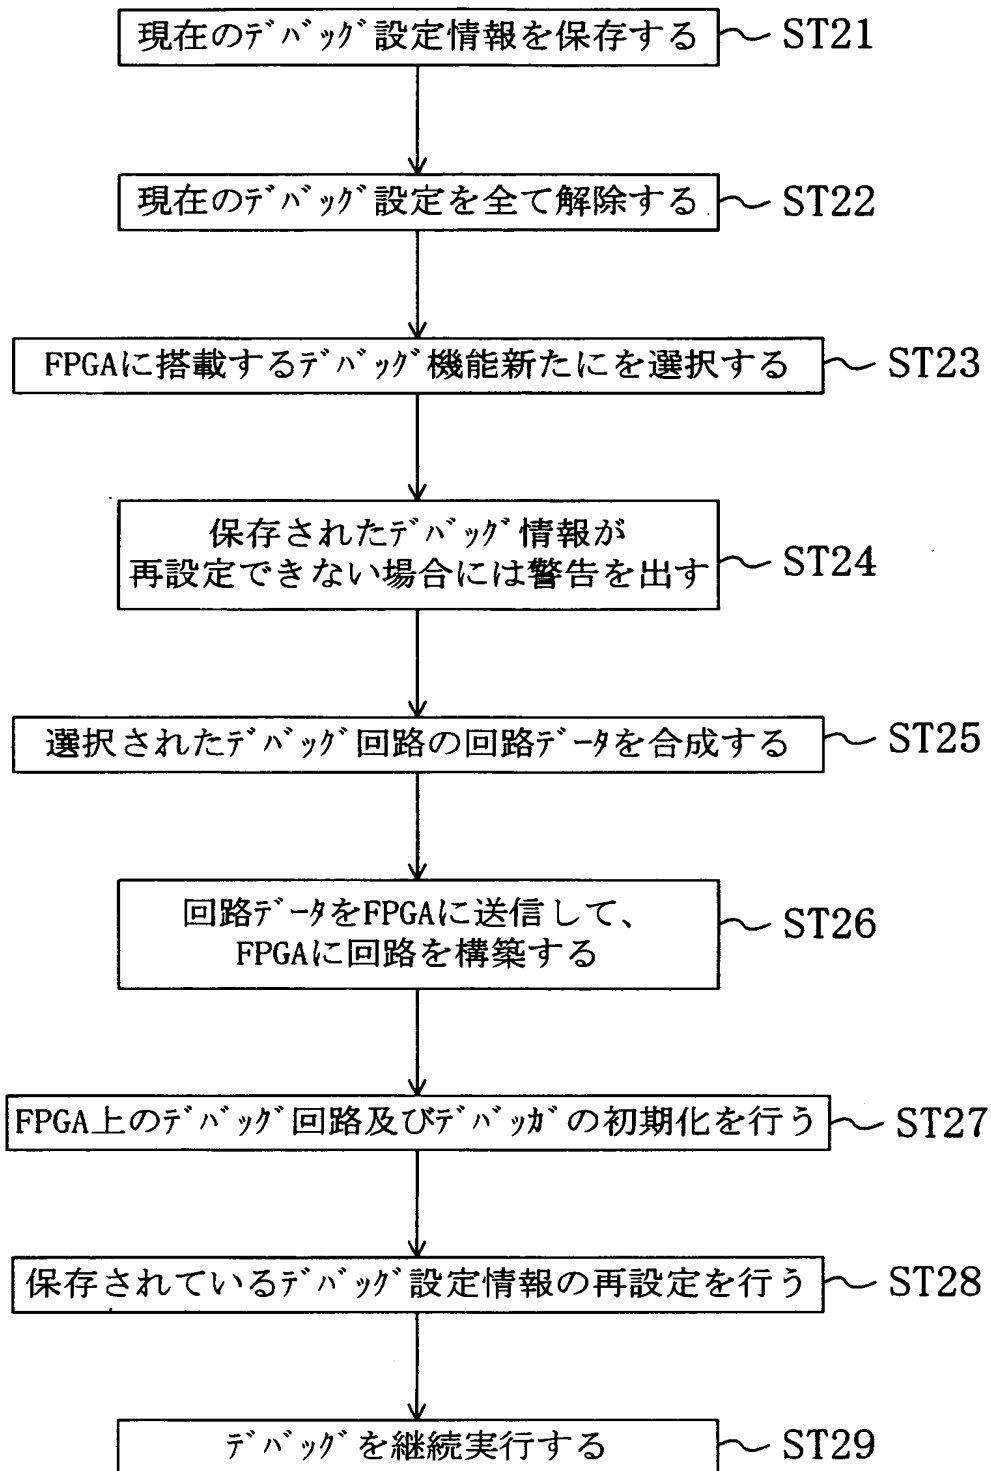 現在のﾃﾞﾊﾞｯｸﾞ設定情報を保存する ST21
現在のﾃﾞﾊﾞｯｸﾞ設定を全て解除する ST22
FPGAに搭載するﾃﾞﾊﾞｯｸﾞ機能新たにを選択する ST23
保存されたﾃﾞﾊﾞｯｸﾞ情報が
再設定できない場合には警告を出す ST24
選択されたﾃﾞﾊﾞｯｸﾞ回路の回路ﾃﾞｰﾀを合成する ST25
回路ﾃﾞｰﾀをFPGAに送信して、
FPGAに回路を構築する ST26
FPGA上のﾃﾞﾊﾞｯｸﾞ回路及びﾃﾞﾊﾞｯｶﾞの初期化を行う ST27
保存されているﾃﾞﾊﾞｯｸﾞ設定情報の再設定を行う ST28
ﾃﾞﾊﾞｯｸﾞを継続実行する ST29